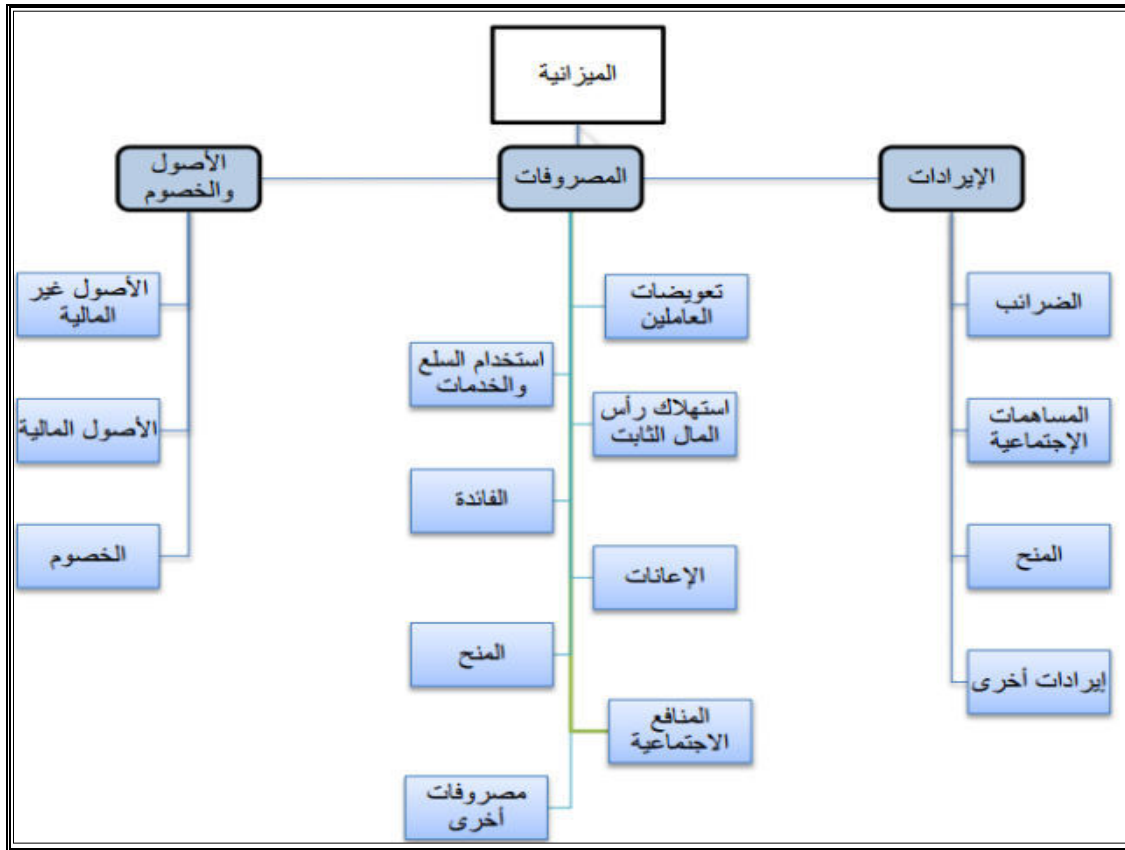 الميزانية
الإيرادات
المصروفات
الأصول
والخصوم
الضرائب
المساهمات
الإجتماعية
المنح
إيرادات أخرى
تعويضات
العاملين
استخدام السلع
والخدمات
استهلاك رأس
المال الثابت
الفائدة
الإعانات
المنح
المنافع
الاجتماعية
مصروفات
أخرى
الأصول غير
المالية
الأصول المالية
الخصوم